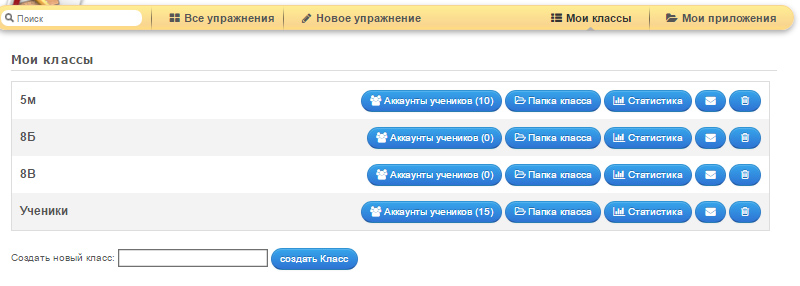 Поиск Все упражнения Новое упражнение Мои классы Мои приложения
Мои классы
5м Аккаунты учеников (10) Папка класса Статистика
8Б Аккаунты учеников (0) Папка класса Статистика
8В Аккаунты учеников (0) Папка класса Статистика
Ученики Аккаунты учеников (15) Папка класса Статистика
Создать новый класс: создать Класс